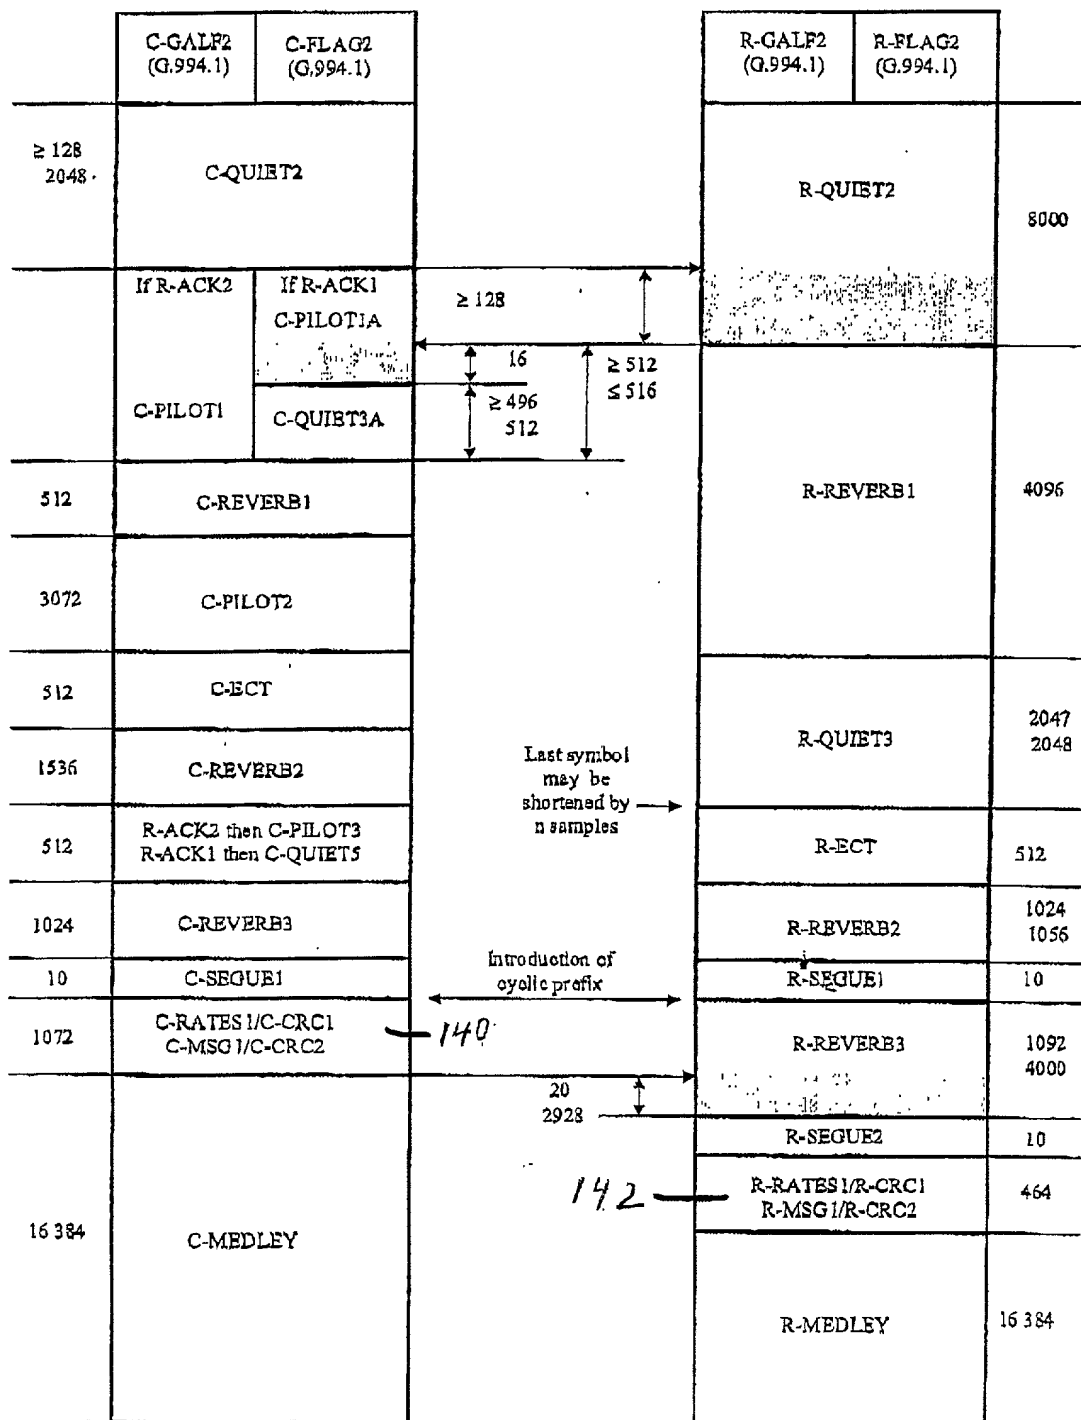 C-GALF2
(G.994.1)
C-FLAG2
(G.994.1)
R-GALF2
(G.994.1)
R-FLAG2
(G.994.1)
≥ 128
2048
C-QUIET2
R-QUIET2
8000
If R-ACK2
If R-ACK1
C-PILOT1A
≥ 128
16
≥ 512
≤ 516
C-PILOT1
C-QUIET3A
≥ 496
512
512
C-REVERB1
R-REVERB1
4096
3072
C-PILOT2
512
C-ECT
R-QUIET3
2047
2048
1536
C-REVERB2
Last symbol
may be
shortened by
n samples
512
R-ACK2 then C-PILOT3
R-ACK1 then C-QUIET5
R-ECT
512
1024
C-REVERB3
R-REVERB2
1024
1056
10
C-SEGUE1
Introduction of
cyclic prefix
R-SEGUE1
10
1072
C-RATES1/C-CRC1
C-MSG1/C-CRC2
140
R-REVERB3
1092
4000
20
2928
R-SEGUE2
10
142
R-RATES1/R-CRC1
R-MSG1/R-CRC2
464
16 384
C-MEDLEY
R-MEDLEY
16 384